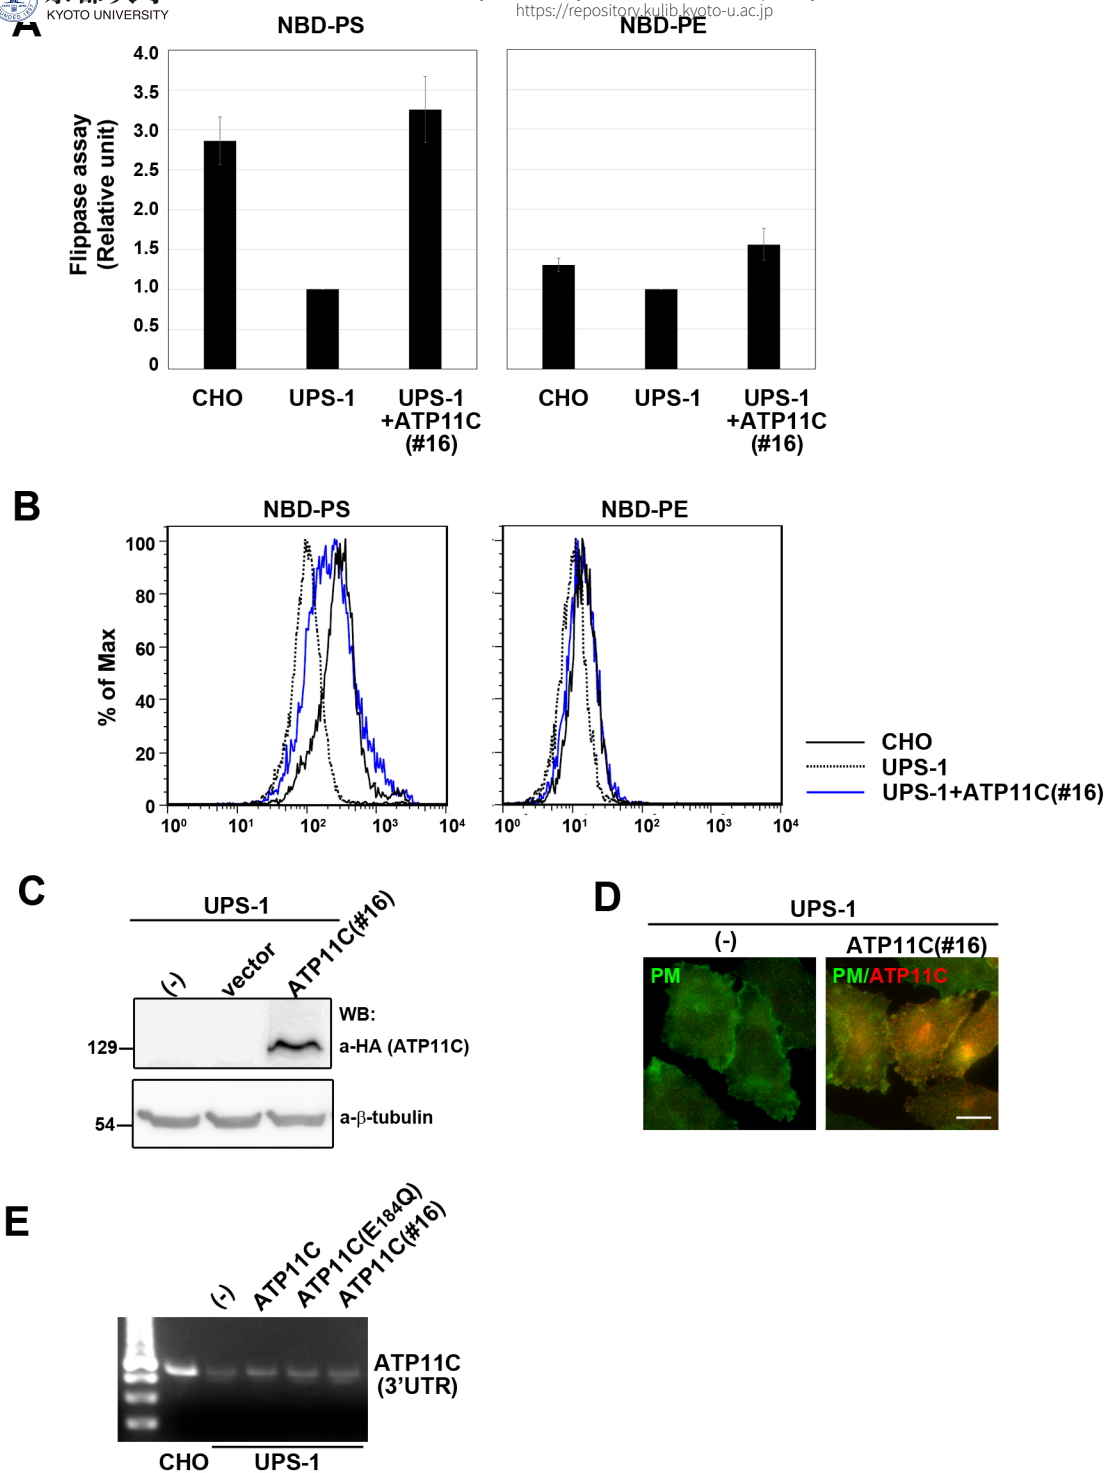 KYOTO UNIVERSITY
https://repository.kulib.kyoto-u.ac.jp
A
NBD-PS
NBD-PE
Flippase assay
(Relative unit)
4.0
3.5
3.0
2.5
2.0
1.5
1.0
0.5
0
CHO
UPS-1
UPS-1
+ATP11C
(#16)
CHO
UPS-1
UPS-1
+ATP11C
(#16)
B
NBD-PS
NBD-PE
% of Max
100
80
60
40
20
0
10⁰ 10¹ 10² 10³ 10⁴
10⁰ 10¹ 10² 10³ 10⁴
CHO
UPS-1
UPS-1+ATP11C(#16)
C
UPS-1
(-)
vector
ATP11C(#16)
WB:
129
a-HA (ATP11C)
54
a-β-tubulin
D
UPS-1
(-)
ATP11C(#16)
PM
PM/ATP11C
E
(-)
ATP11C
ATP11C(E184Q)
ATP11C(#16)
ATP11C
(3'UTR)
CHO
UPS-1